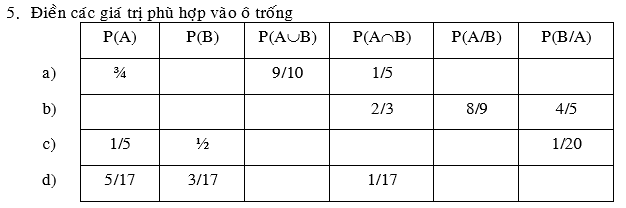 5. Điền các giá trị phù hợp vào ô trống
P(A) P(B) P(A∪B) P(A∩B) P(A/B) P(B/A)
a) ¾ 9/10 1/5
b) 2/3 8/9 4/5
c) 1/5 ½ 1/20
d) 5/17 3/17 1/17